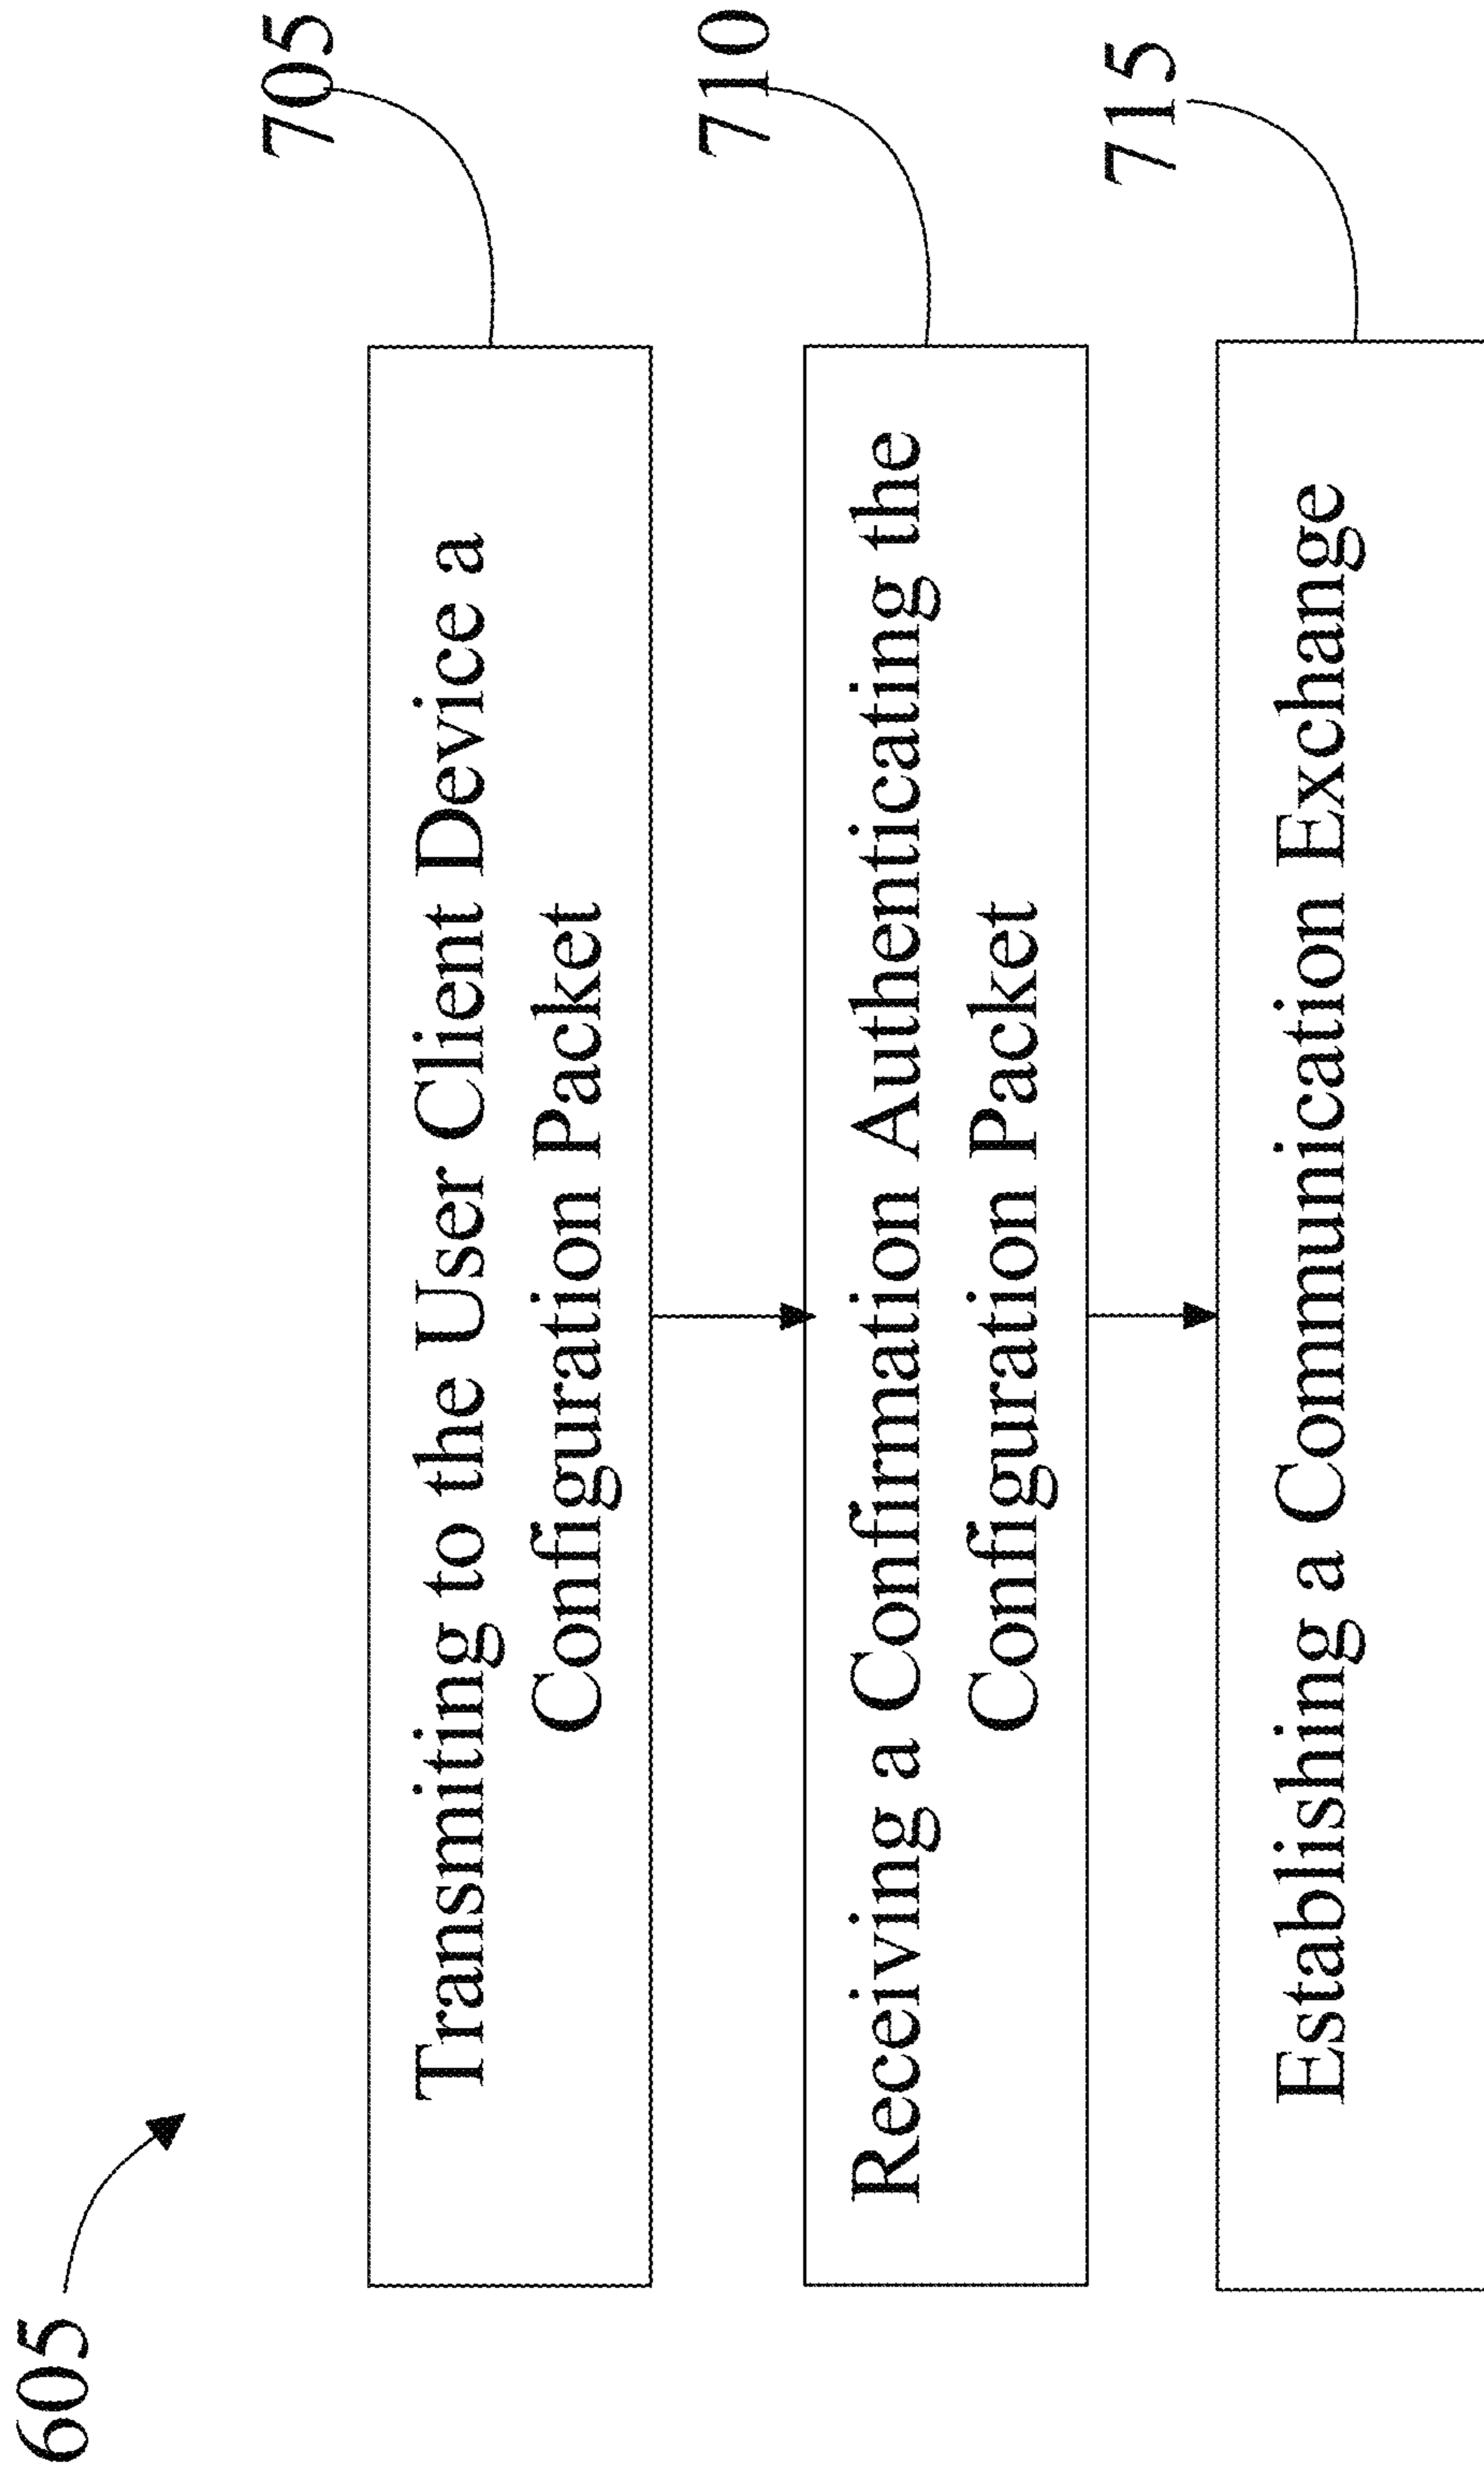 605
705
Transmiting to the User Client Device a
Configuration Packet
710
Receiving a Confirmation Authenticating the
Configuration Packet
715
Establishing a Communication Exchange